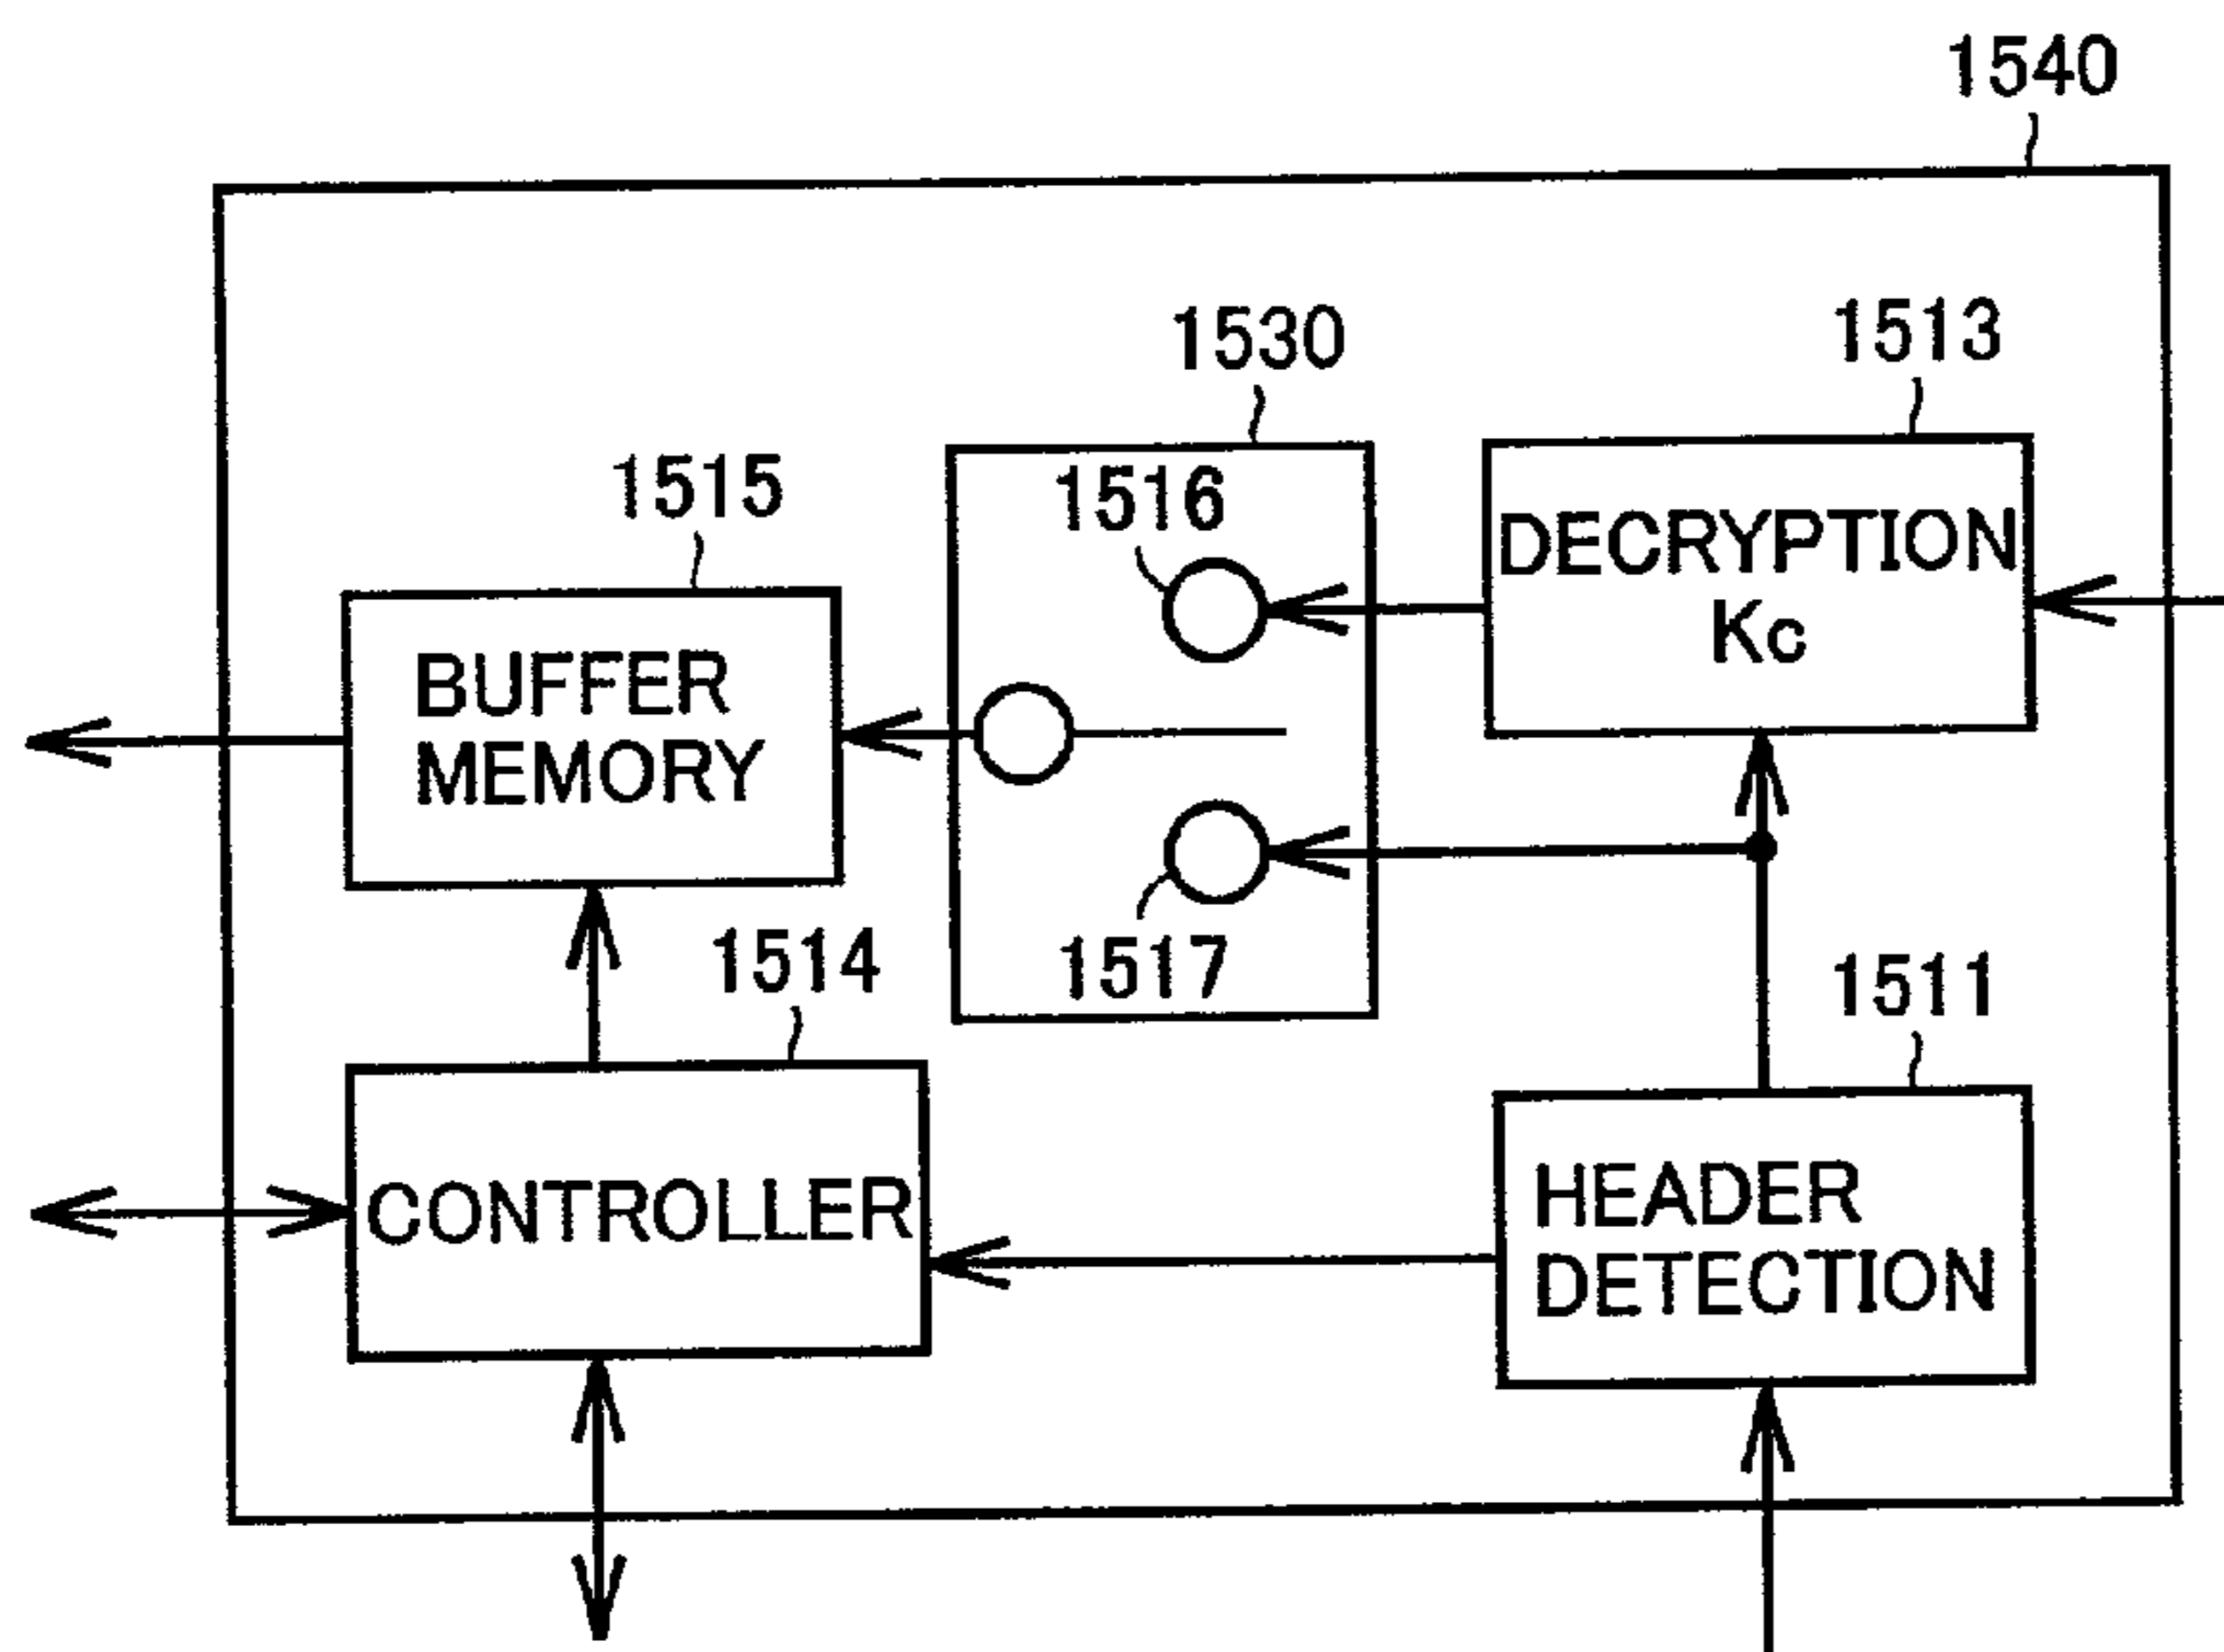 1540
1530
1513
1515
1516
DECRYPTION
Kc
BUFFER
MEMORY
1514
1517
1511
CONTROLLER
HEADER
DETECTION